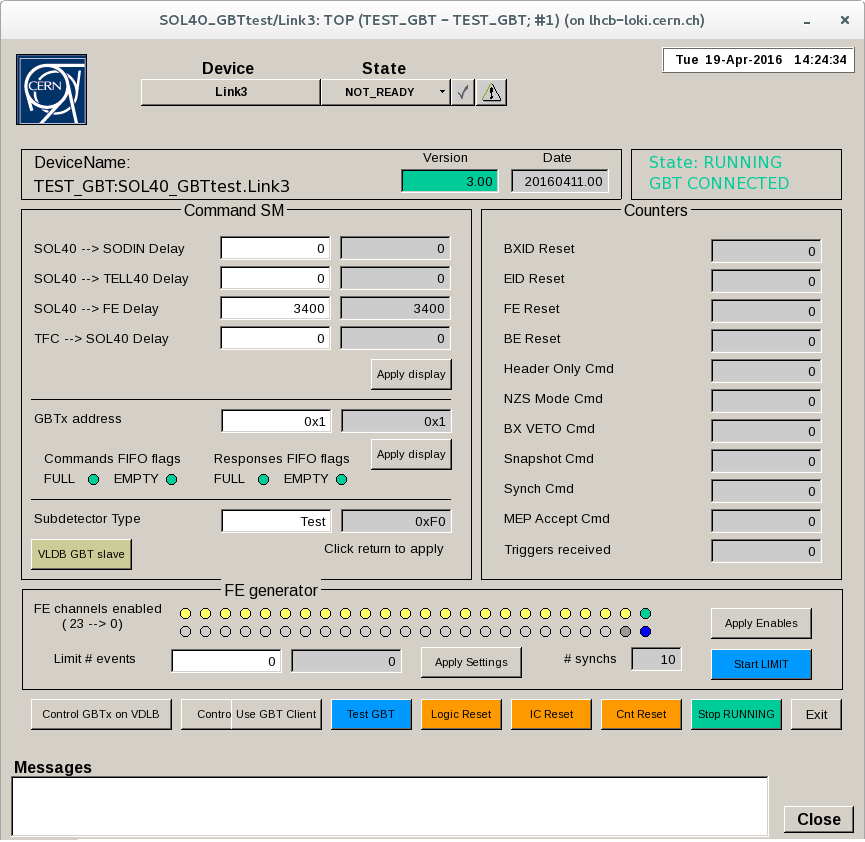 SOL40_GBTtest/Link3: TOP (TEST_GBT - TEST_GBT; #1) (on lhcb-loki.cern.ch)
CERN
Device State
Link3 NOT_READY
Tue 19-Apr-2016 14:24:34
DeviceName:
TEST_GBT:SOL40_GBTtest.Link3
Version Date
3.00 20160411.00
State: RUNNING
GBT CONNECTED
Command SM
SOL40 --> SODIN Delay 0 0
SOL40 --> TELL40 Delay 0 0
SOL40 --> FE Delay 3400 3400
TFC --> SOL40 Delay 0 0
Apply display
GBTx address 0x1 0x1
Apply display
Commands FIFO flags Responses FIFO flags
FULL EMPTY FULL EMPTY
Subdetector Type Test 0xF0
VLDB GBT slave Click return to apply
Counters
BXID Reset 0
EID Reset 0
FE Reset 0
BE Reset 0
Header Only Cmd 0
NZS Mode Cmd 0
BX VETO Cmd 0
Snapshot Cmd 0
Synch Cmd 0
MEP Accept Cmd 0
Triggers received 0
FE generator
FE channels enabled
( 23 --> 0)
Apply Enables
Limit # events 0 0 Apply Settings # synchs 10 Start LIMIT
Control GBTx on VLDB Contro Use GBT Client Test GBT Logic Reset IC Reset Cnt Reset Stop RUNNING Exit
Messages
Close